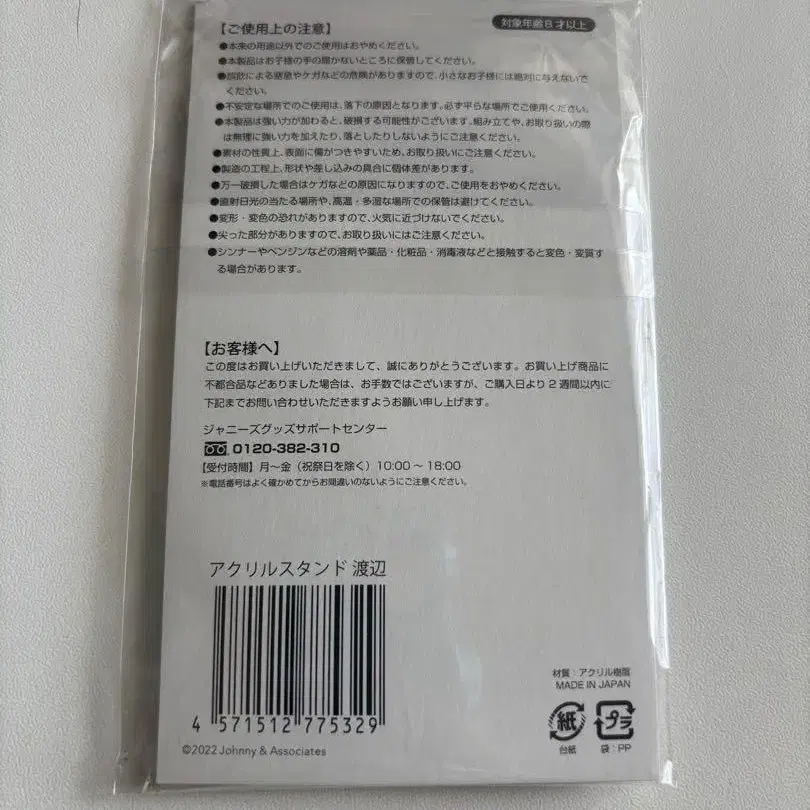 【ご使用上の注意】
対象年齢8才以上
●本来の用途以外でのご使用はおやめください。
●本製品はお子様の手の届かないところに保管してください。
●誤飲による窒息やケガなどの危険がありますので、小さなお子様には絶対に与えないで
ください。
●不安定な場所でのご使用は、落下の原因となります。必ず平らな場所でご使用ください。
●本製品は強い力が加わると、破損する可能性がございます。組み立てや、お取り扱いの際
は無理に強い力を加えたり、落としたりしないようにご注意ください。
●素材の性質上、表面に傷がつきやすいため、お取り扱いにご注意ください。
●製造の工程上、形状や差し込みの具合に個体差があります。
●万一破損した場合はケガなどの原因になりますので、ご使用をおやめください。
●直射日光の当たる場所や、高温・多湿な場所での保管は避けてください。
●変形・変色の恐れがありますので、火気に近づけないでください。
●尖った部分がありますので、お取り扱いにはご注意ください。
●シンナーやベンジンなどの溶剤や薬品・化粧品・消毒液などと接触すると変色・変質す
る場合があります。
【お客様へ】
この度はお買い上げいただきまして、誠にありがとうございます。お買い上げ商品に
不都合品などありました場合は、お手数ではございますが、ご購入日より2週間以内に
下記までお問い合わせいただきますようお願い申し上げます。
ジャニーズグッズサポートセンター
0120-382-310
【受付時間】月〜金（祝祭日を除く）10:00〜18:00
※電話番号はよく確かめてからお間違いのないようにご注意ください。
アクリルスタンド 渡辺
4 571512 775329
©2022 Johnny & Associates
材質：アクリル樹脂
MADE IN JAPAN
紙 プラ
台紙 袋：PP